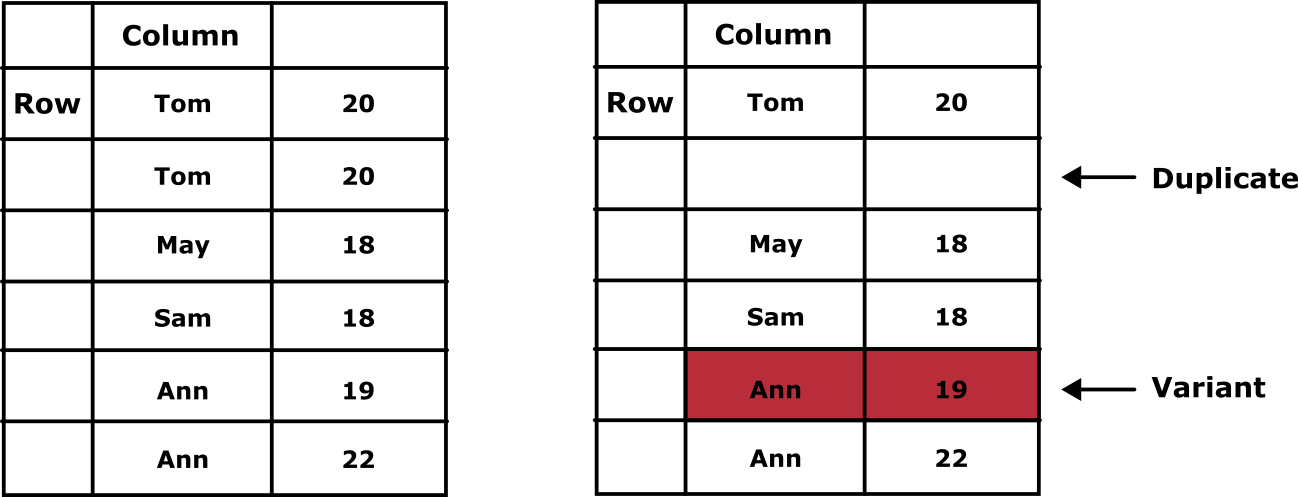 Column
Row Tom 20
Tom 20
May 18
Sam 18
Ann 19
Ann 22
Column
Row Tom 20
Duplicate
May 18
Sam 18
Ann 19 Variant
Ann 22